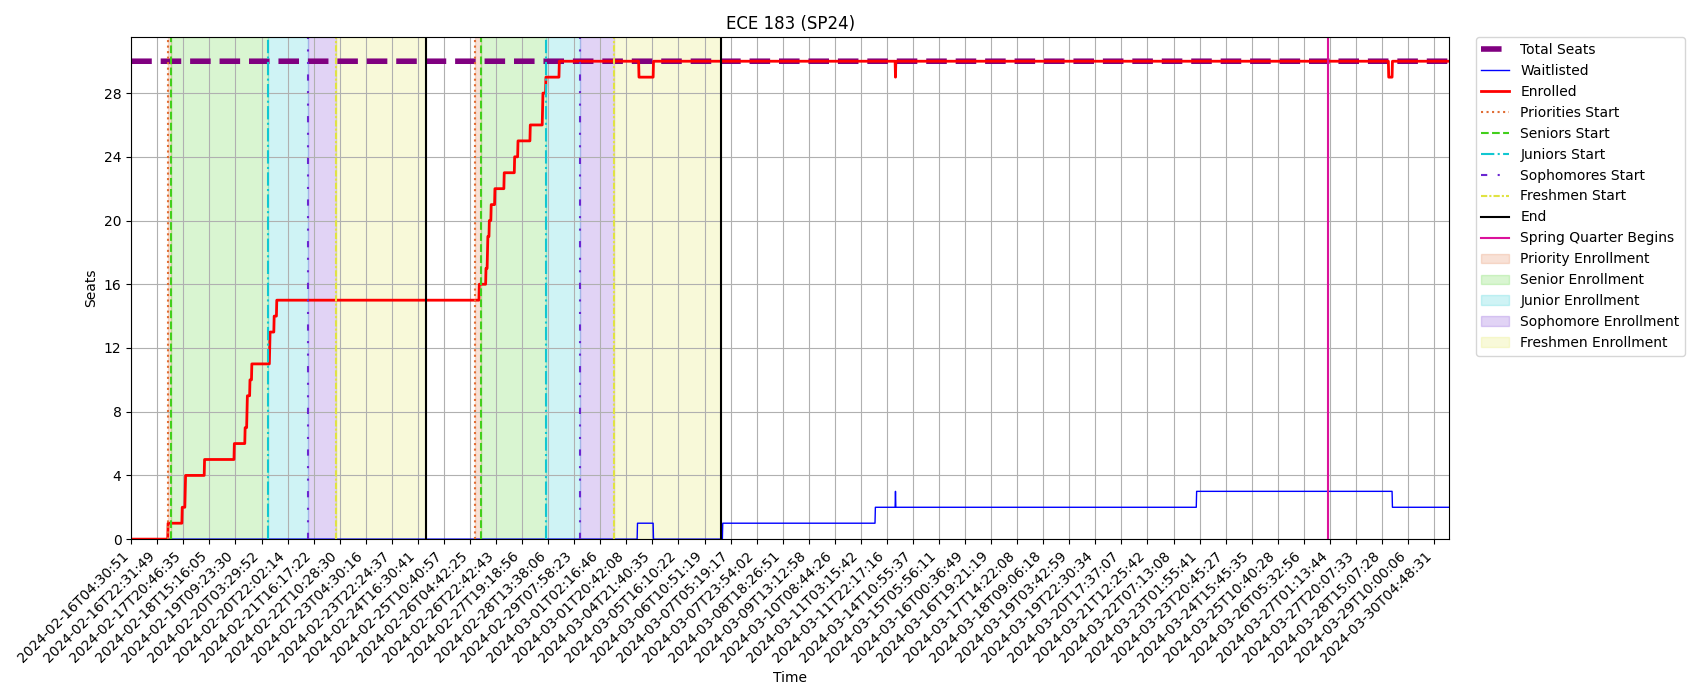 ECE 183 (SP24)
Total Seats
Waitlisted
Enrolled
Priorities Start
Seniors Start
Juniors Start
Sophomores Start
Freshmen Start
End
Spring Quarter Begins
Priority Enrollment
Senior Enrollment
Junior Enrollment
Sophomore Enrollment
Freshmen Enrollment
Seats
28
24
20
16
12
8
4
0
2024-02-16T04:30:51
2024-02-16T22:31:49
2024-02-17T20:46:35
2024-02-18T15:16:05
2024-02-19T09:23:30
2024-02-20T03:29:52
2024-02-20T22:02:14
2024-02-21T16:17:22
2024-02-22T10:28:30
2024-02-23T04:30:16
2024-02-23T22:24:37
2024-02-24T16:30:41
2024-02-25T10:40:57
2024-02-26T04:42:25
2024-02-26T22:42:43
2024-02-27T19:18:56
2024-02-28T13:38:06
2024-02-29T07:58:23
2024-03-01T02:16:46
2024-03-01T20:42:08
2024-03-04T21:40:35
2024-03-05T16:10:22
2024-03-06T10:51:19
2024-03-07T05:19:17
2024-03-07T23:54:02
2024-03-08T18:26:51
2024-03-09T13:12:58
2024-03-10T08:44:26
2024-03-11T03:15:42
2024-03-11T22:17:16
2024-03-14T10:55:37
2024-03-15T05:56:11
2024-03-16T00:36:49
2024-03-16T19:21:19
2024-03-17T14:22:08
2024-03-18T09:06:18
2024-03-19T03:42:59
2024-03-19T22:30:34
2024-03-20T17:37:07
2024-03-21T12:25:42
2024-03-22T07:13:08
2024-03-23T01:55:41
2024-03-23T20:45:27
2024-03-24T15:45:35
2024-03-25T10:40:28
2024-03-26T05:32:56
2024-03-27T01:13:44
2024-03-27T20:07:33
2024-03-28T15:07:28
2024-03-29T10:00:06
2024-03-30T04:48:31
Time